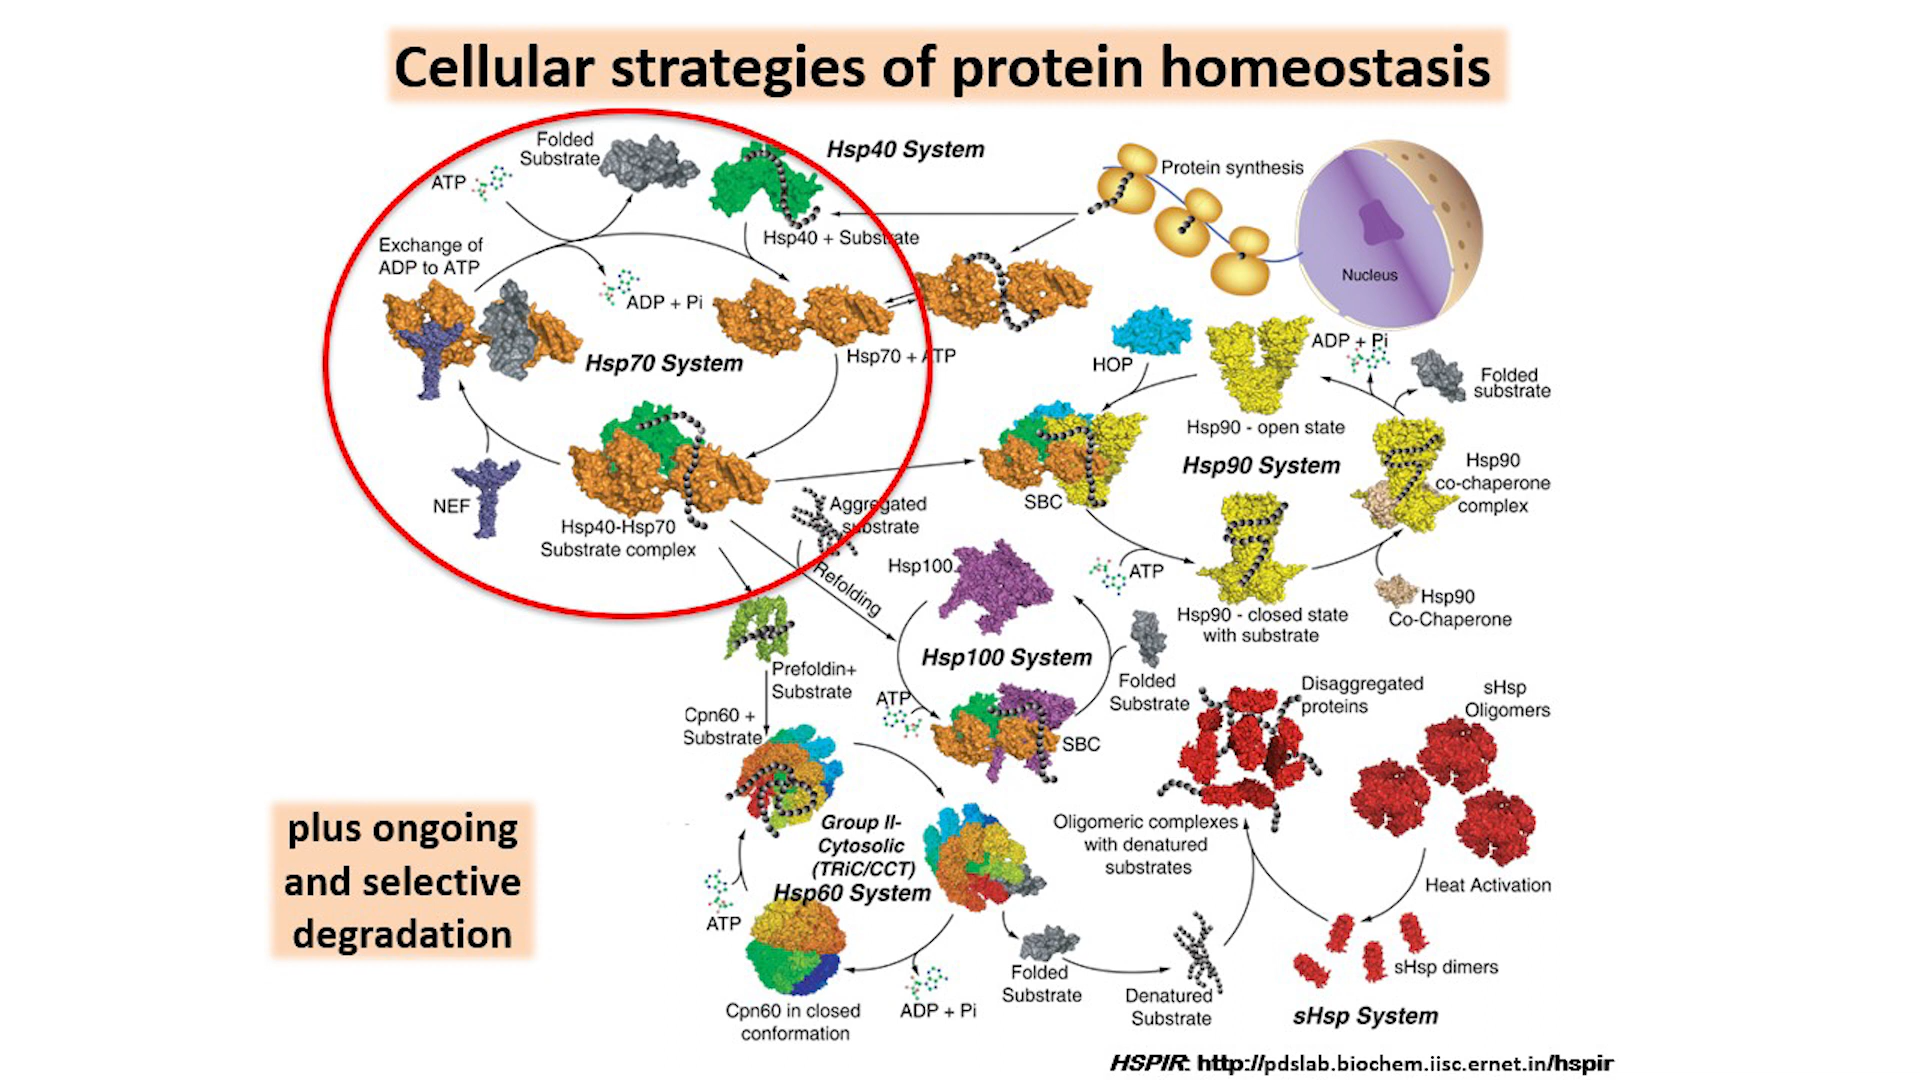 Cellular strategies of protein homeostasis
Folded
Substrate
ATP
Hsp40 System
Protein synthesis
Hsp40 + Substrate
Exchange of
ADP to ATP
Nucleus
ADP + Pi
Hsp70 System
Hsp70 + ATP
HOP
ADP + Pi
Folded
substrate
Hsp90 - open state
Hsp90 System
Hsp90
co-chaperone
complex
SBC
NEF
Hsp40-Hsp70
Substrate complex
Aggregated
substrate
Refolding
Hsp100
ATP
Hsp90 - closed state
with substrate
Hsp90
Co-Chaperone
Hsp100 System
Prefoldin+
Substrate
Folded
Substrate
ATP
SBC
Cpn60 +
Substrate
Disaggregated
proteins
sHsp
Oligomers
Group II-
Cytosolic
(TRiC/CCT)
Hsp60 System
Oligomeric complexes
with denatured
substrates
Heat Activation
ATP
plus ongoing
and selective
degradation
Cpn60 in closed
conformation
ADP + Pi
Folded
Substrate
Denatured
Substrate
sHsp dimers
sHsp System
HSPIR: http://pdslab.biochem.iisc.ernet.in/hspir